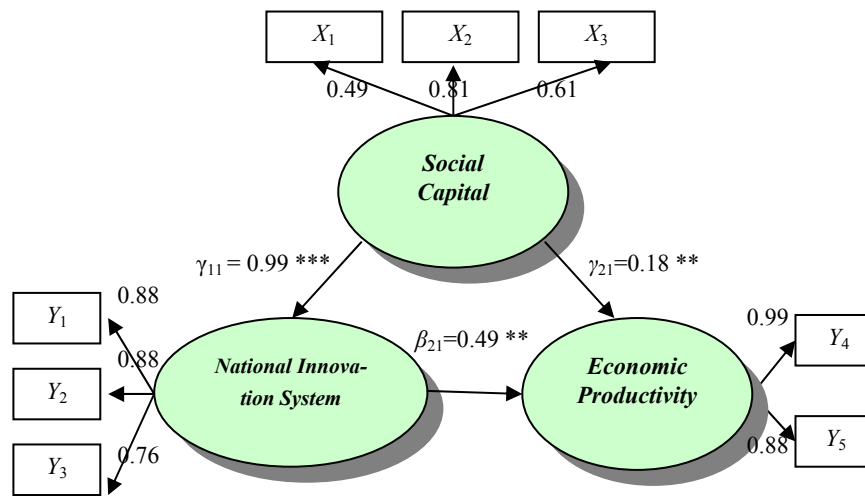 X₁ X₂ X₃
0.49 0.81 0.61
Social
Capital
γ₁₁ = 0.99 *** γ₂₁=0.18 **
0.88
Y₁
β₂₁=0.49 **
0.99
Y₄
0.88
Y₂
National Innova-
tion System
Economic
Productivity
Y₃
0.76
0.88
Y₅